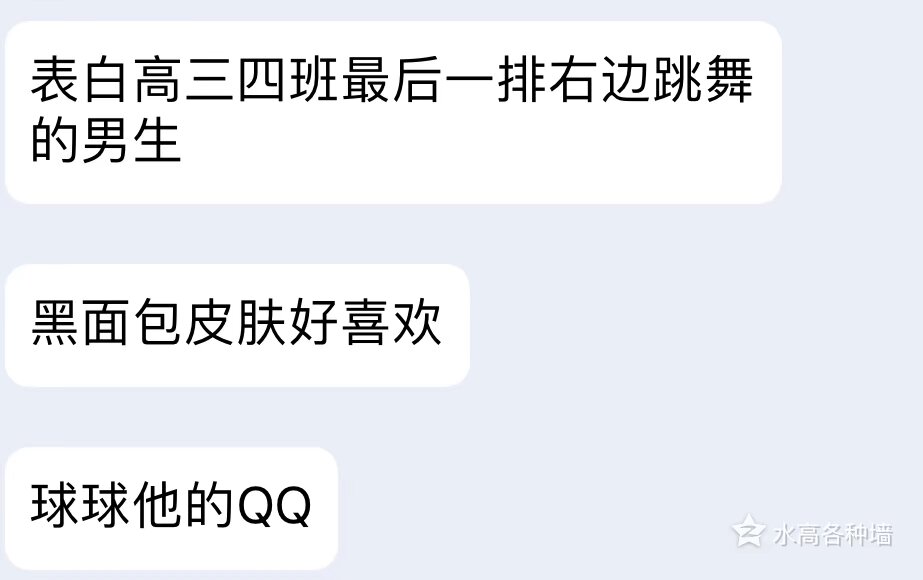 表白高三四班最后一排右边跳舞
的男生
黑面包皮肤好喜欢
球球他的QQ
水高各种墙